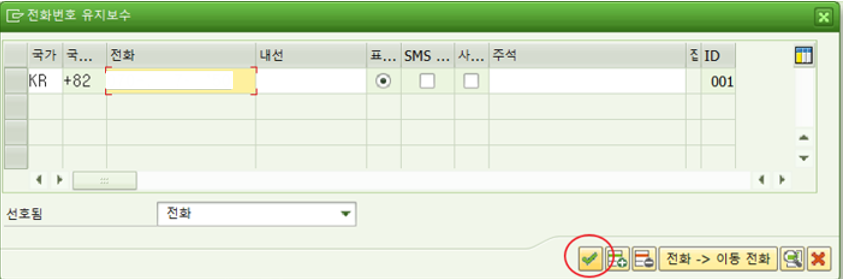 전화번호 유지보수
국가 국... 전화 내선 표... SMS ... 사... 주석 ID
KR +82 001
선호됨 전화
전화 -> 이동 전화